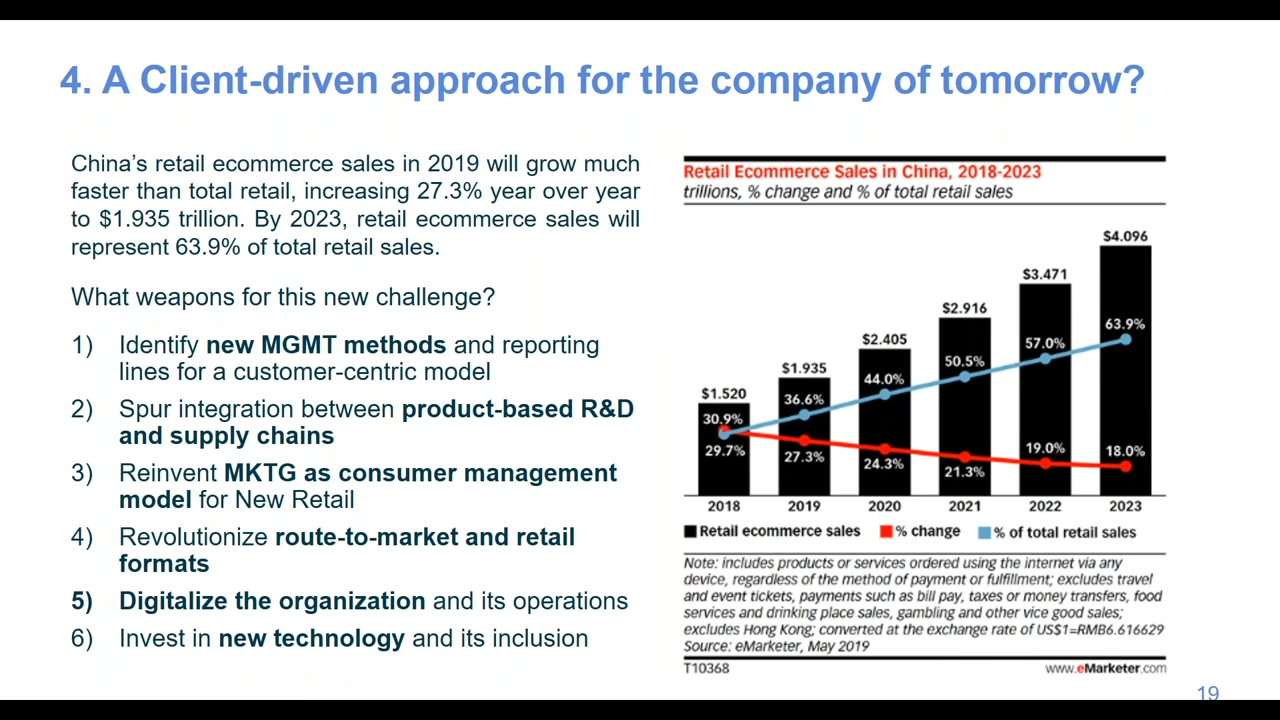 4. A Client-driven approach for the company of tomorrow?
China’s retail ecommerce sales in 2019 will grow much
faster than total retail, increasing 27.3% year over year
to $1.935 trillion. By 2023, retail ecommerce sales will
represent 63.9% of total retail sales.
What weapons for this new challenge?
1) Identify new MGMT methods and reporting
lines for a customer-centric model
2) Spur integration between product-based R&D
and supply chains
3) Reinvent MKTG as consumer management
model for New Retail
4) Revolutionize route-to-market and retail
formats
5) Digitalize the organization and its operations
6) Invest in new technology and its inclusion
Retail Ecommerce Sales in China, 2018-2023
trillions, % change and % of total retail sales
$4.096
$3.471
$2.916
$2.405
$1.935
$1.520
63.9%
57.0%
50.5%
44.0%
36.6%
30.9%
29.7%
27.3%
24.3%
21.3%
19.0%
18.0%
2018 2019 2020 2021 2022 2023
Retail ecommerce sales % change % of total retail sales
Note: includes products or services ordered using the internet via any
device, regardless of the method of payment or fulfillment; excludes travel
and event tickets, payments such as bill pay, taxes or money transfers, food
services and drinking place sales, gambling and other vice good sales;
excludes Hong Kong; converted at the exchange rate of US$1=RMB6.616629
Source: eMarketer, May 2019
T10368 www.eMarketer.com
19